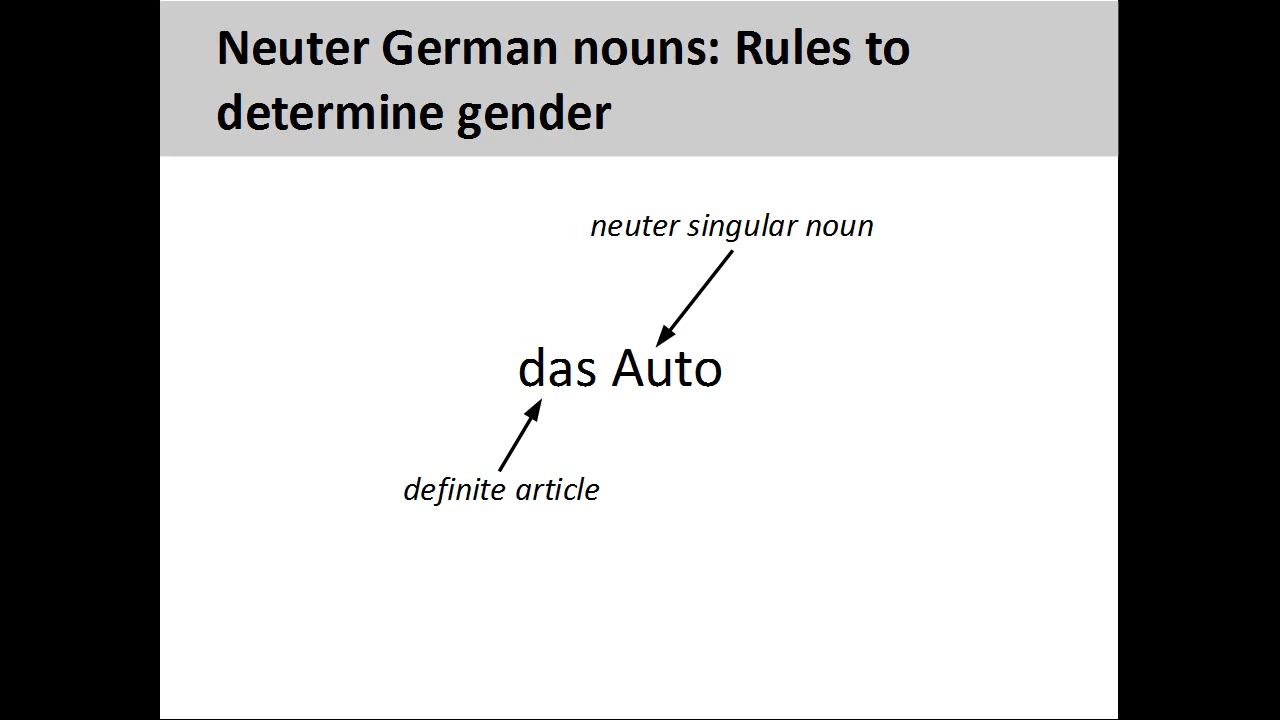 Neuter German nouns: Rules to
determine gender
neuter singular noun
das Auto
definite article